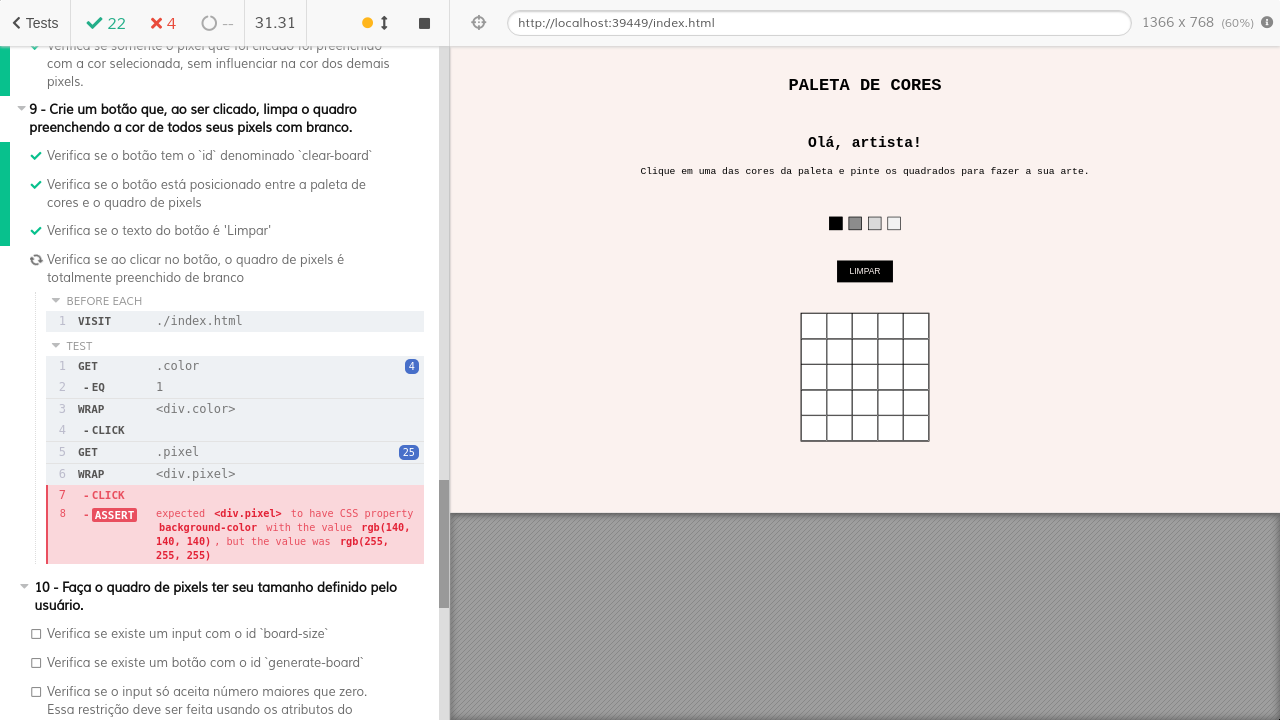 Tests
22
4
--
31.31
http://localhost:39449/index.html
1366 x 768 (60%)
Verifica se somente o pixel que foi clicado foi preenchido
com a cor selecionada, sem influenciar na cor dos demais
pixels.
9 - Crie um botão que, ao ser clicado, limpa o quadro
preenchendo a cor de todos seus pixels com branco.
Verifica se o botão tem o `id` denominado `clear-board`
Verifica se o botão está posicionado entre a paleta de
cores e o quadro de pixels
Verifica se o texto do botão é 'Limpar'
Verifica se ao clicar no botão, o quadro de pixels é
totalmente preenchido de branco
BEFORE EACH
1 VISIT ./index.html
TEST
1 GET .color 4
2 -EQ 1
3 WRAP <div.color>
4 -CLICK
5 GET .pixel 25
6 WRAP <div.pixel>
7 -CLICK
8 -ASSERT expected <div.pixel> to have CSS property
background-color with the value rgb(140,
140, 140), but the value was rgb(255,
255, 255)
10 - Faça o quadro de pixels ter seu tamanho definido pelo
usuário.
Verifica se existe um input com o id `board-size`
Verifica se existe um botão com o id `generate-board`
Verifica se o input só aceita número maiores que zero.
Essa restrição deve ser feita usando os atributos do
PALETA DE CORES
Olá, artista!
Clique em uma das cores da paleta e pinte os quadrados para fazer a sua arte.
LIMPAR